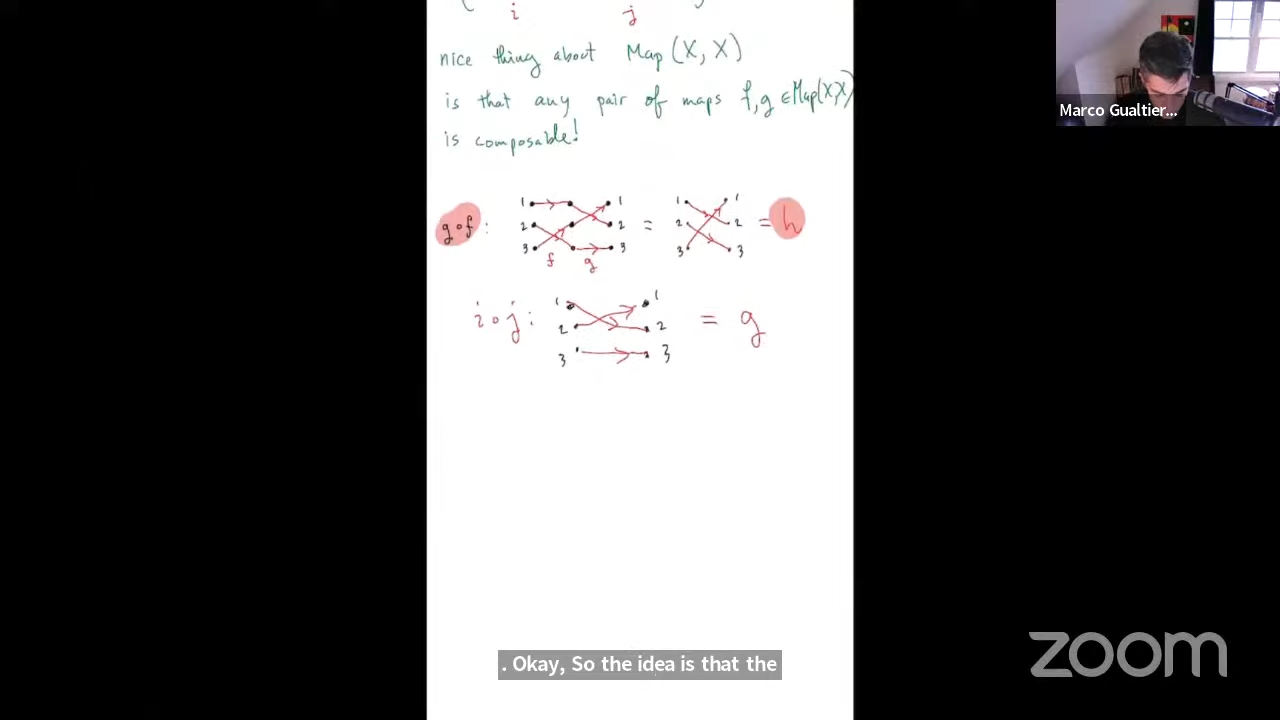 i j
nice thing about Map (X, X)
is that any pair of maps f, g ∈ Map(X, X)
is composable!
g∘f : 1 2 3 f g 1 2 3 = 1 2 3 1 2 3 = h
i∘j : 1 2 3 1 2 3 = g
Marco Gualtier...
. Okay, So the idea is that the
zoom